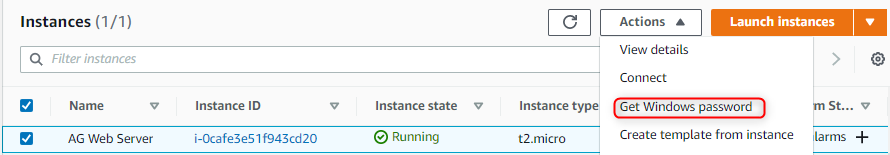 Instances (1/1)
Actions
Launch instances
Filter instances
View details
Connect
Get Windows password
Create template from instance
Name
Instance ID
Instance state
Instance type
m St...
AG Web Server
i-0cafe3e51f943cd20
Running
t2.micro
larms